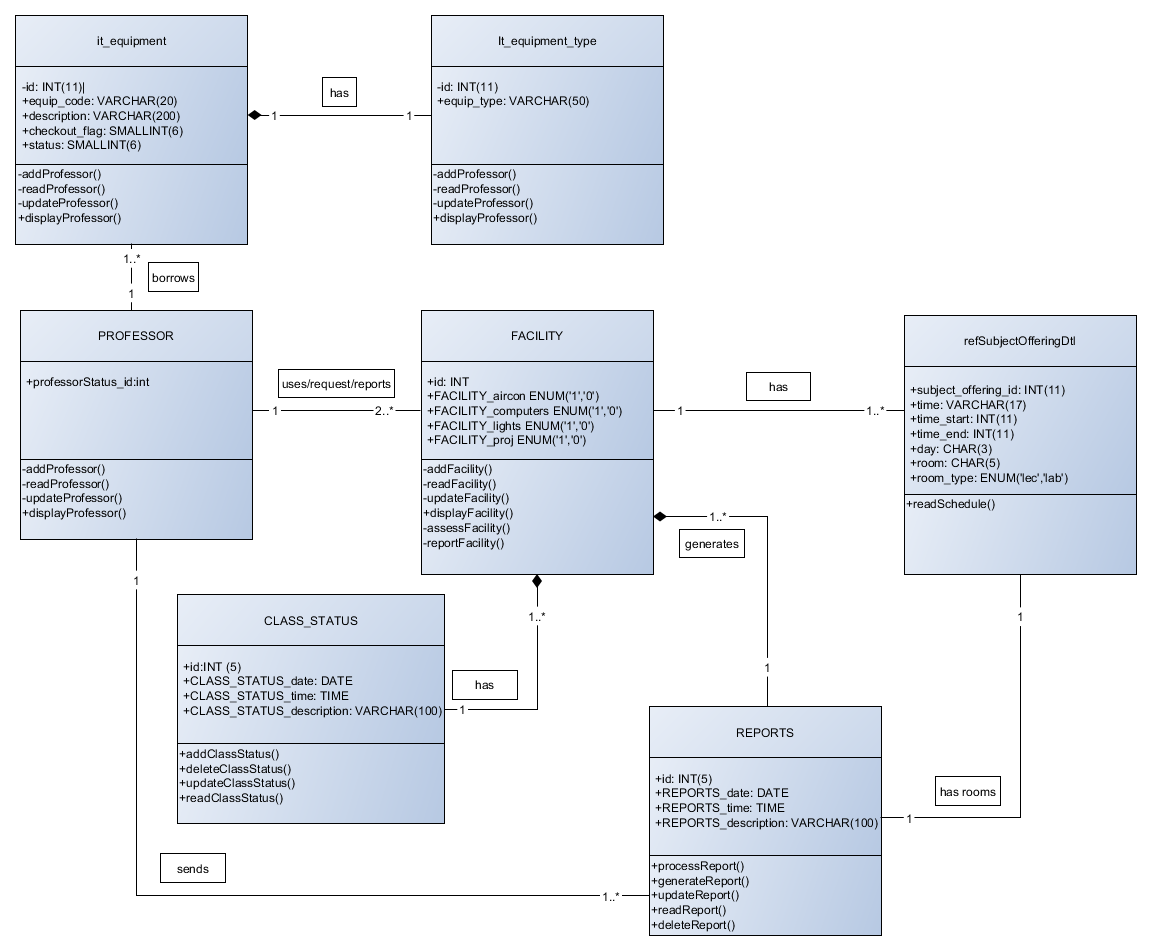 it_equipment
-id: INT(11)|
+equip_code: VARCHAR(20)
+description: VARCHAR(200)
+checkout_flag: SMALLINT(6)
+status: SMALLINT(6)
-addProfessor()
-readProfessor()
-updateProfessor()
+displayProfessor()
has
1
1
It_equipment_type
-id: INT(11)
+equip_type: VARCHAR(50)
-addProfessor()
-readProfessor()
-updateProfessor()
+displayProfessor()
1..*
borrows
1
PROFESSOR
+professorStatus_id:int
-addProfessor()
-readProfessor()
-updateProfessor()
+displayProfessor()
uses/request/reports
1
2..*
FACILITY
+id: INT
+FACILITY_aircon ENUM('1','0')
+FACILITY_computers ENUM('1','0')
+FACILITY_lights ENUM('1','0')
+FACILITY_proj ENUM('1','0')
-addFacility()
-readFacility()
-updateFacility()
+displayFacility()
-assessFacility()
-reportFacility()
has
1
1..*
refSubjectOfferingDtl
+subject_offering_id: INT(11)
+time: VARCHAR(17)
+time_start: INT(11)
+time_end: INT(11)
+day: CHAR(3)
+room: CHAR(5)
+room_type: ENUM('lec','lab')
+readSchedule()
1..*
generates
1
1
1..*
has
1
CLASS_STATUS
+id:INT (5)
+CLASS_STATUS_date: DATE
+CLASS_STATUS_time: TIME
+CLASS_STATUS_description: VARCHAR(100)
+addClassStatus()
+deleteClassStatus()
+updateClassStatus()
+readClassStatus()
1
has rooms
1
REPORTS
+id: INT(5)
+REPORTS_date: DATE
+REPORTS_time: TIME
+REPORTS_description: VARCHAR(100)
+processReport()
+generateReport()
+updateReport()
+readReport()
+deleteReport()
sends
1..*